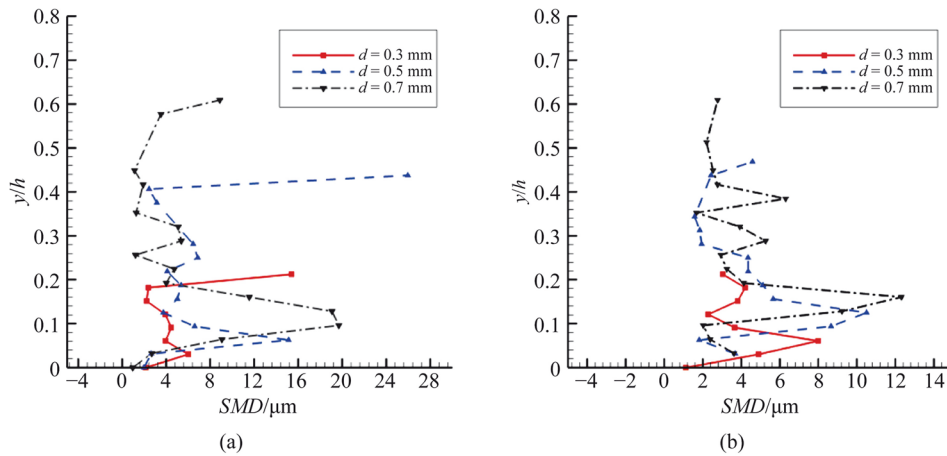 0.8
0.7
0.6
0.5
0.4
0.3
0.2
0.1
0
y/h
−4 0 4 8 12 16 20 24 28
SMD/μm
d = 0.3 mm
d = 0.5 mm
d = 0.7 mm
(a)
0.8
0.7
0.6
0.5
0.4
0.3
0.2
0.1
0
y/h
−4 −2 0 2 4 6 8 10 12 14
SMD/μm
d = 0.3 mm
d = 0.5 mm
d = 0.7 mm
(b)